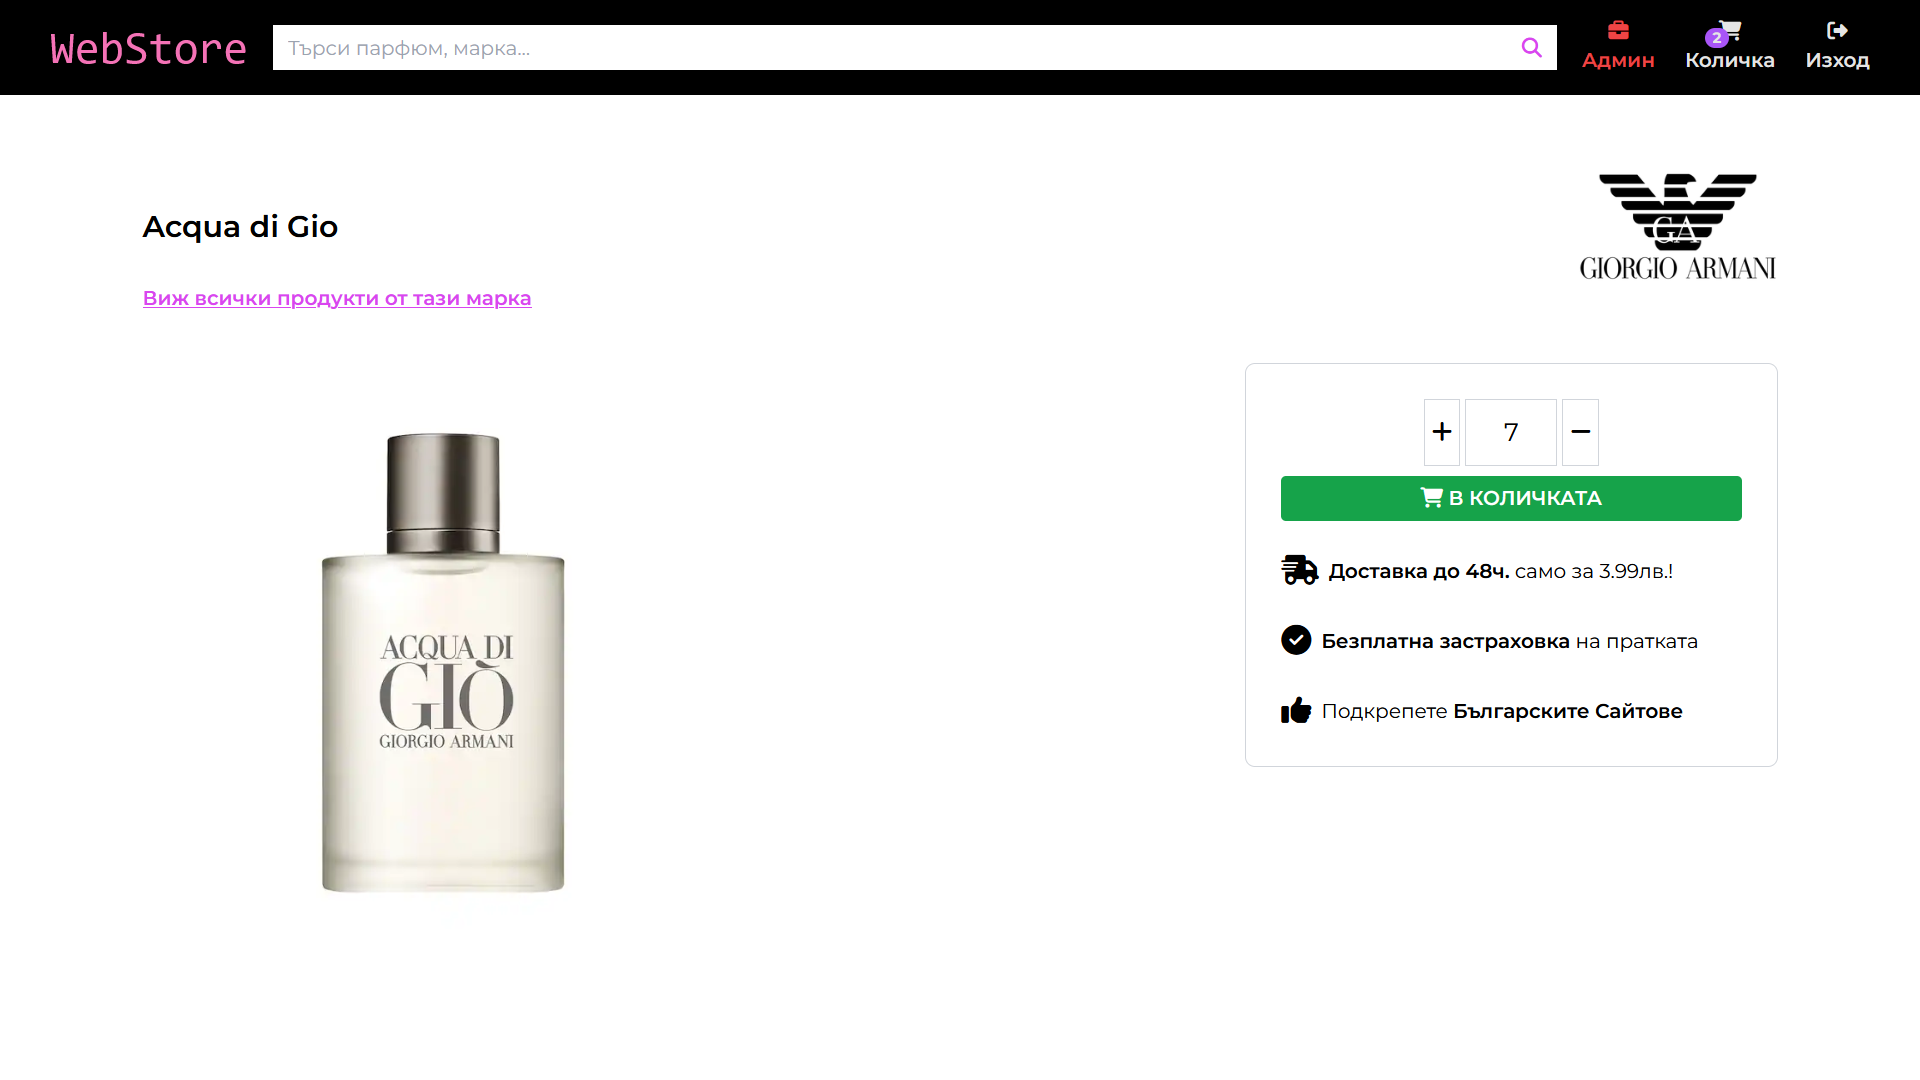 WebStore
Търси парфюм, марка...
Админ
2
Количка
Изход
Acqua di Gio
GA
GIORGIO ARMANI
Виж всички продукти от тази марка
7
В КОЛИЧКАТА
Доставка до 48ч. само за 3.99лв.!
Безплатна застраховка на пратката
Подкрепете Българските Сайтове
ACQUA DI
GIÒ
GIORGIO ARMANI